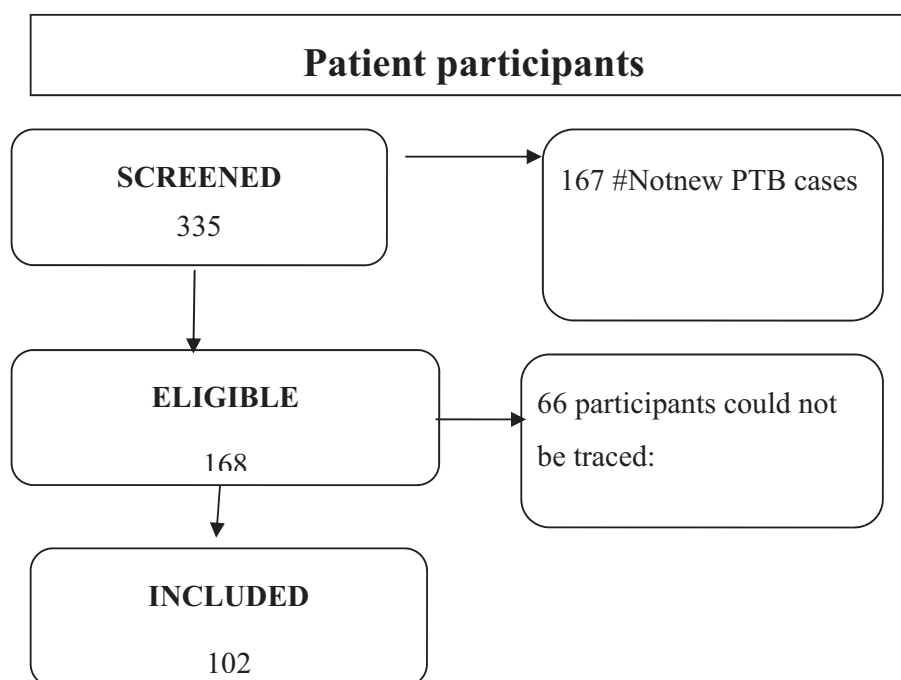 Patient participants
SCREENED
335
167 #Notnew PTB cases
ELIGIBLE
168
66 participants could not
be traced:
INCLUDED
102